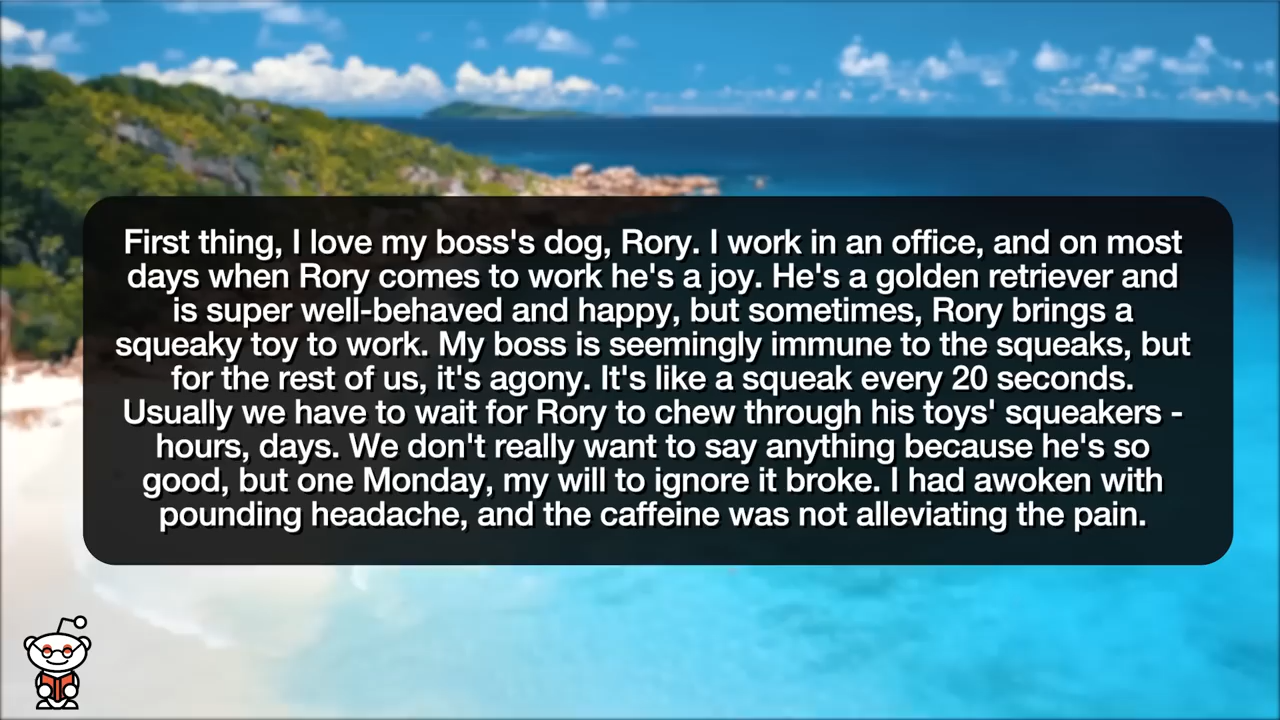 First thing, I love my boss's dog, Rory. I work in an office, and on most
days when Rory comes to work he's a joy. He's a golden retriever and
is super well-behaved and happy, but sometimes, Rory brings a
squeaky toy to work. My boss is seemingly immune to the squeaks, but
for the rest of us, it's agony. It's like a squeak every 20 seconds.
Usually we have to wait for Rory to chew through his toys' squeakers -
hours, days. We don't really want to say anything because he's so
good, but one Monday, my will to ignore it broke. I had awoken with
pounding headache, and the caffeine was not alleviating the pain.